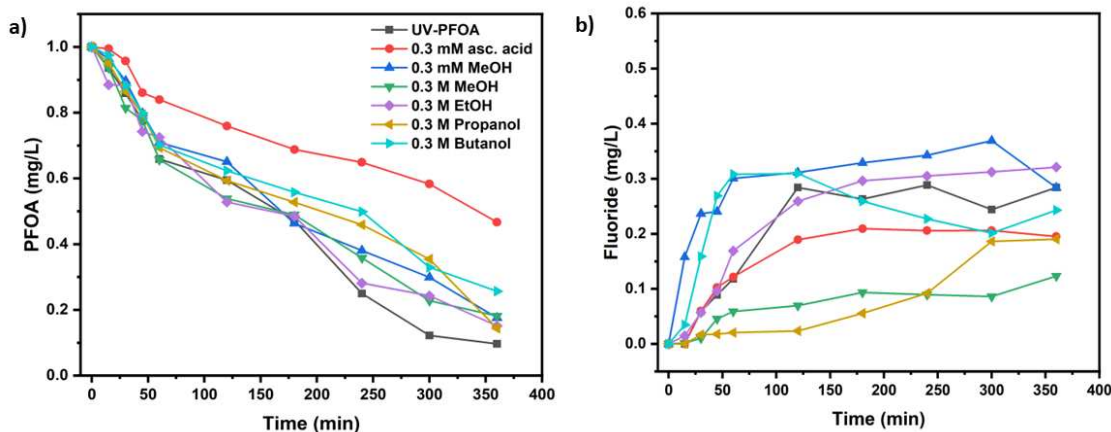 a)
UV-PFOA
0.3 mM asc. acid
0.3 mM MeOH
0.3 M MeOH
0.3 M EtOH
0.3 M Propanol
0.3 M Butanol
PFOA (mg/L)
1.0
0.8
0.6
0.4
0.2
0.0
0 50 100 150 200 250 300 350 400
Time (min)
b)
Fluoride (mg/L)
0.6
0.5
0.4
0.3
0.2
0.1
0.0
0 50 100 150 200 250 300 350 400
Time (min)